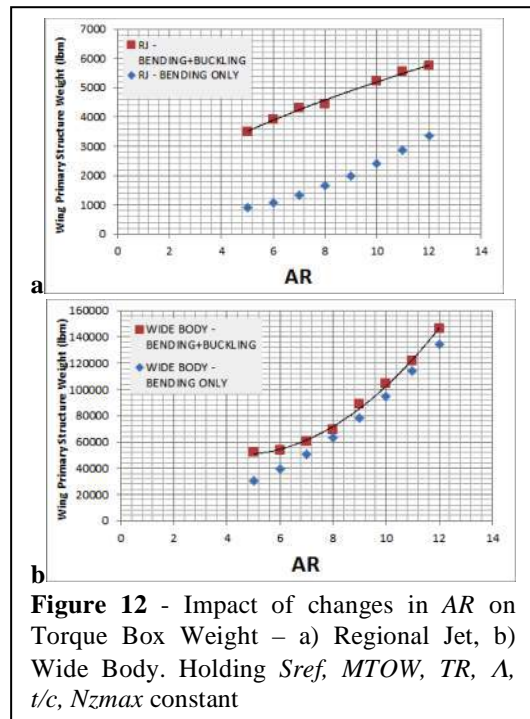 7000
6000
5000
4000
3000
2000
1000
0
Wing Primary Structure Weight (lbm)
RJ -
BENDING+BUCKLING
RJ - BENDING ONLY
0 2 4 6 8 10 12 14
AR
a
160000
140000
120000
100000
80000
60000
40000
20000
0
Wing Primary Structure Weight (lbm)
WIDE BODY -
BENDING+BUCKLING
WIDE BODY -
BENDING ONLY
0 2 4 6 8 10 12 14
AR
b
Figure 12 - Impact of changes in AR on
Torque Box Weight – a) Regional Jet, b)
Wide Body. Holding Sref, MTOW, TR, Λ,
t/c, Nzmax constant